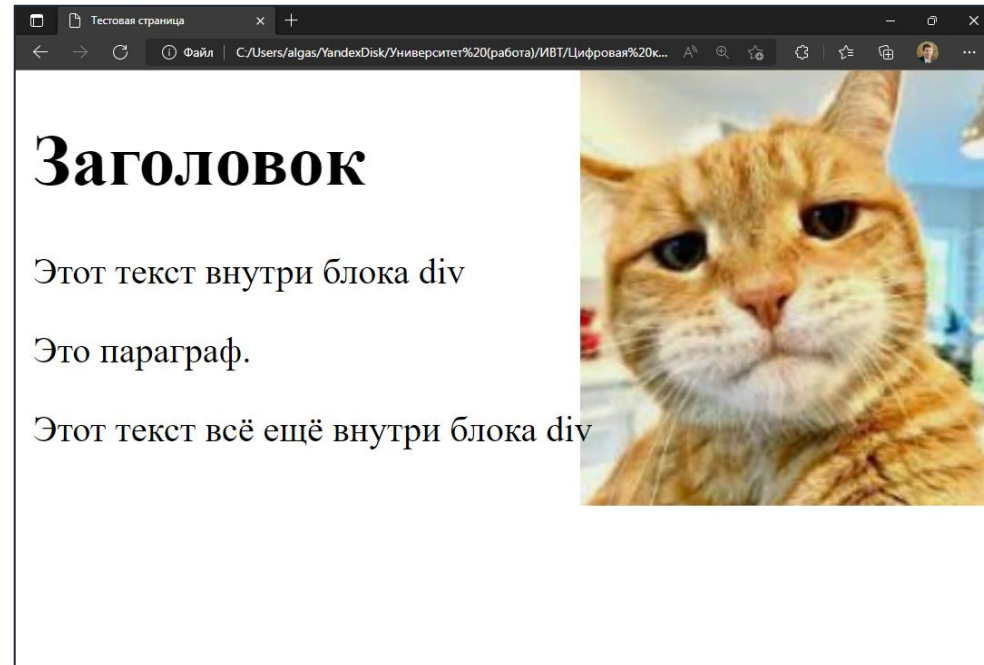 Тестовая страница
Файл
C:/Users/algas/YandexDisk/Университет%20(работа)/ИВТ/Цифровая%20к...
Заголовок
Этот текст внутри блока div
Это параграф.
Этот текст всё ещё внутри блока div